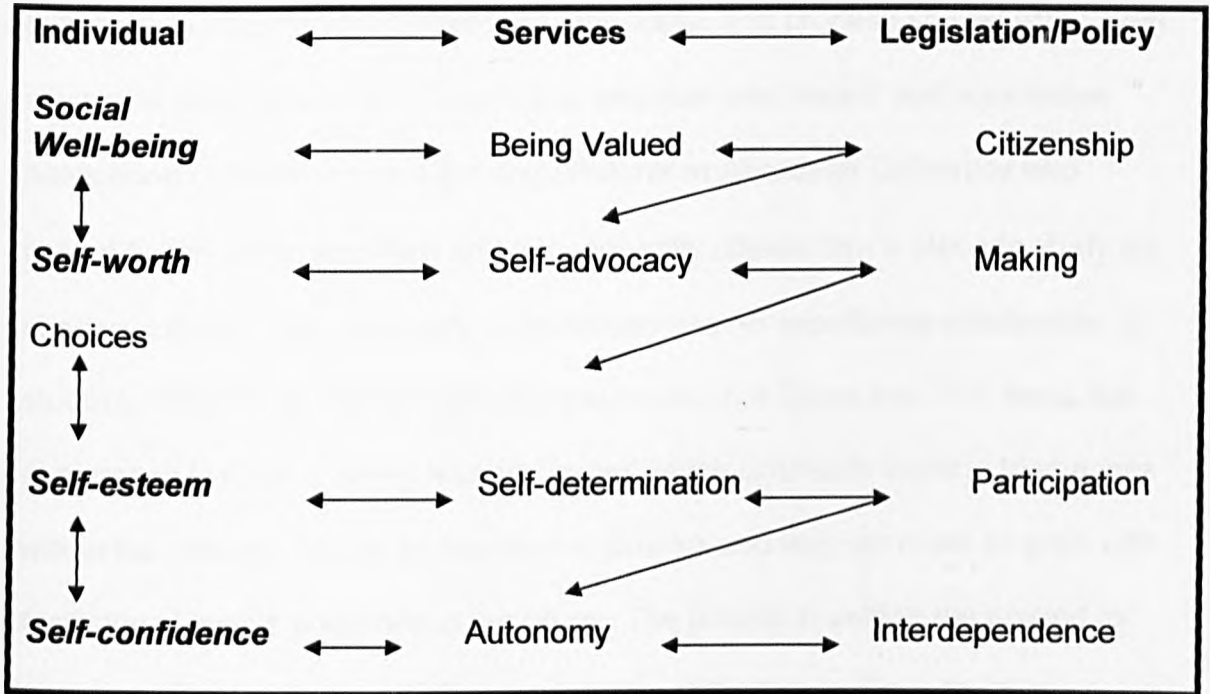 Individual Services Legislation/Policy
Social
Well-being Being Valued Citizenship
Self-worth Self-advocacy Making
Choices
Self-esteem Self-determination Participation
Self-confidence Autonomy Interdependence